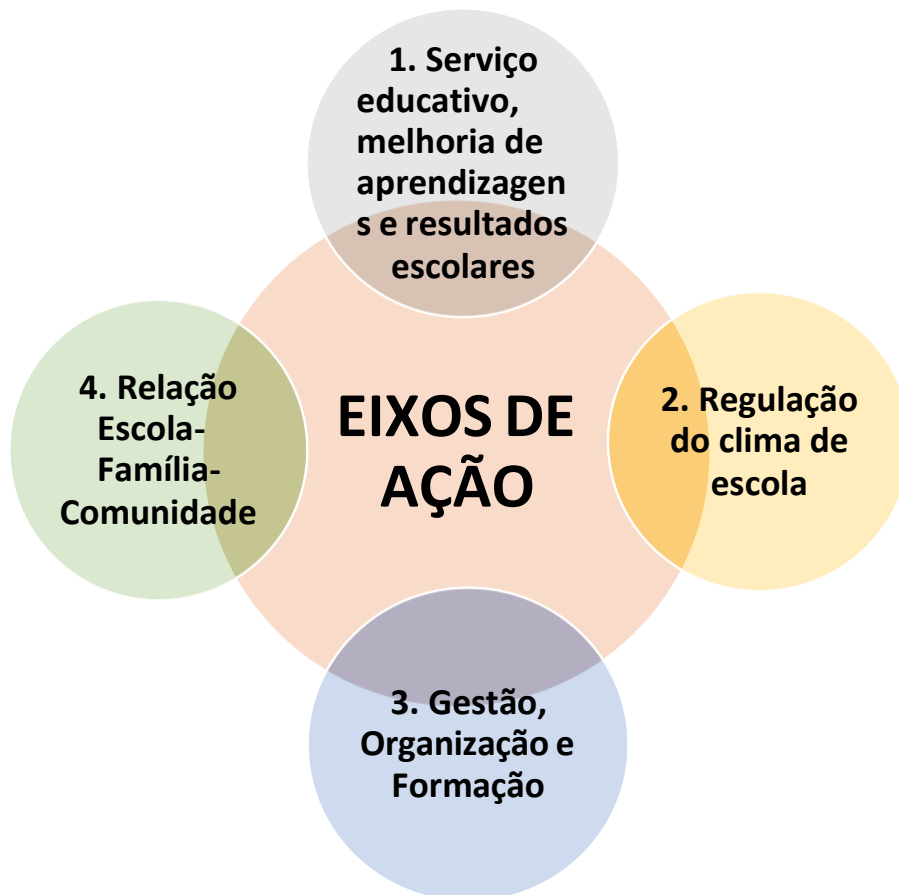 1. Serviço
educativo,
melhoria de
aprendizagen
s e resultados
escolares
4. Relação
Escola-
Família-
Comunidade
EIXOS DE
AÇÃO
2. Regulação
do clima de
escola
3. Gestão,
Organização e
Formação